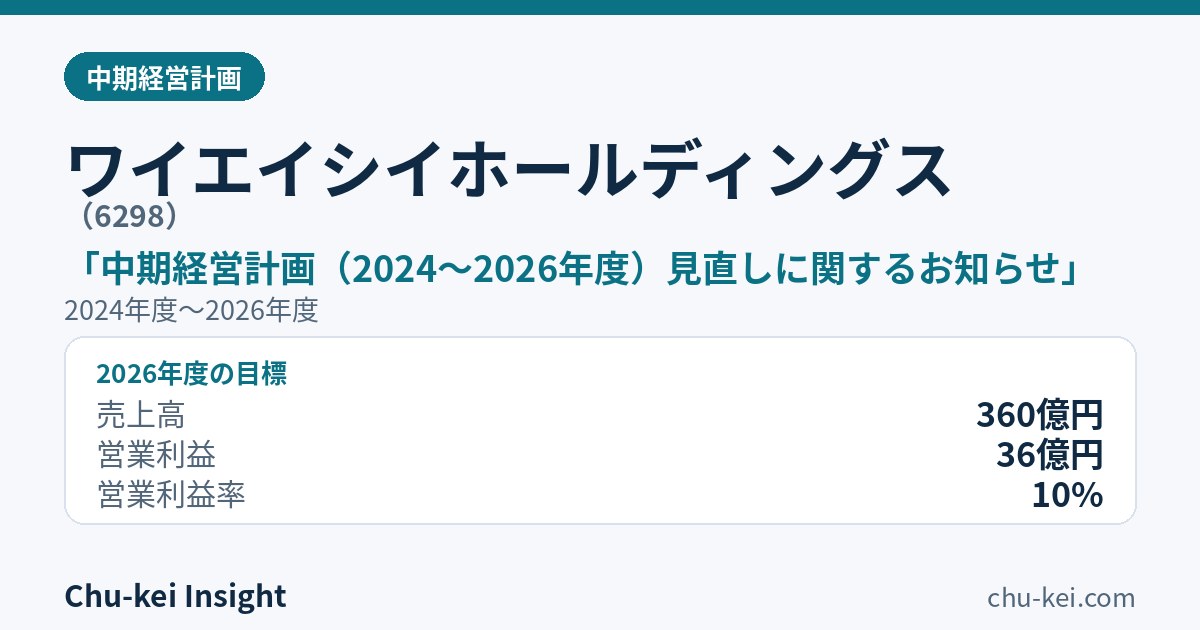 中期経営計画
ワイエイシイホールディングス
（6298）
「中期経営計画（2024～2026年度）見直しに関するお知らせ」
2024年度～2026年度
2026年度の目標
売上高 360億円
営業利益 36億円
営業利益率 10%
Chu-kei Insight chu-kei.com